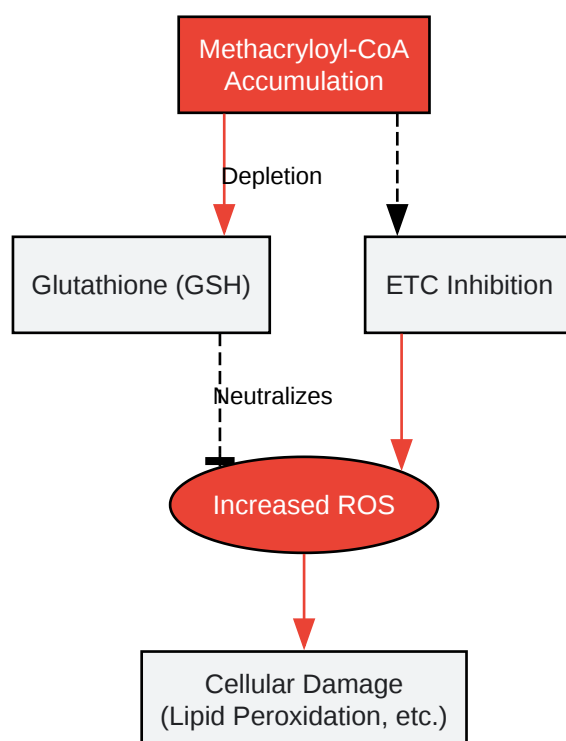 Methacryloyl-CoA
Accumulation
Depletion
Glutathione (GSH)
ETC Inhibition
Neutralizes
Increased ROS
Cellular Damage
(Lipid Peroxidation, etc.)